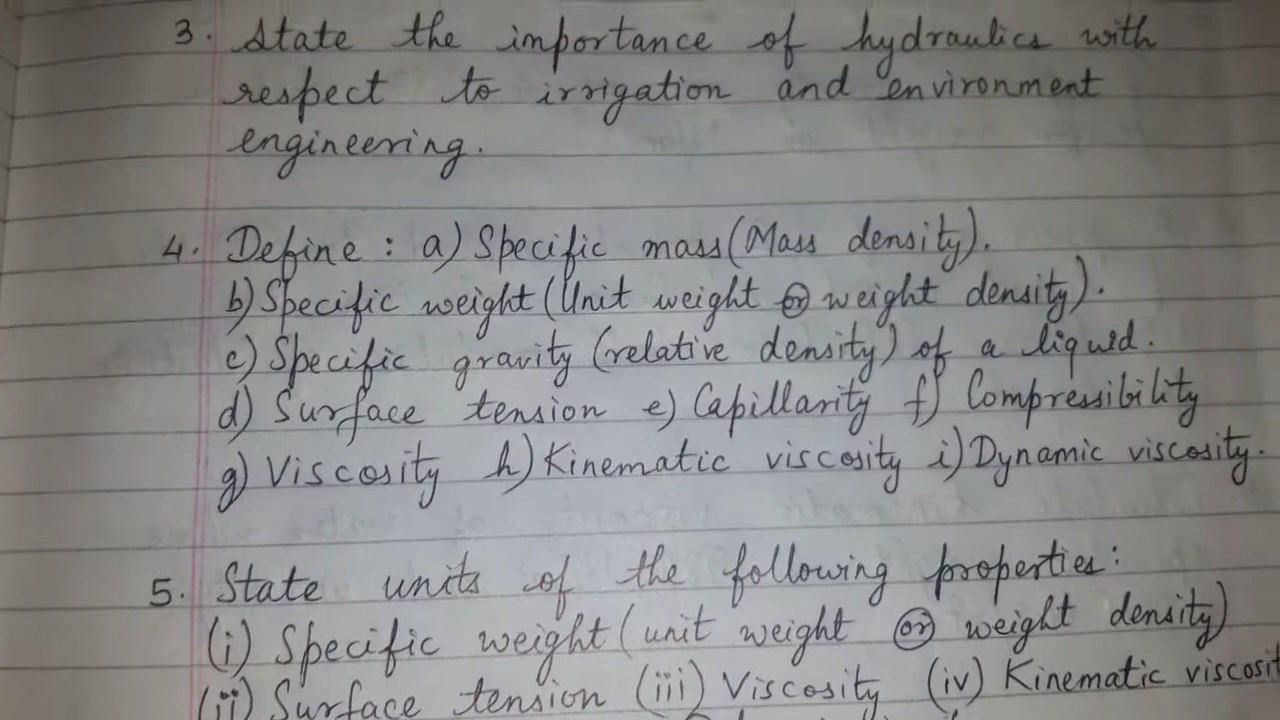 3. State the importance of hydraulics with
respect to irrigation and environment
engineering.
4. Define : a) Specific mass (Mass density).
b) Specific weight (Unit weight or weight density).
c) Specific gravity (relative density) of a liquid.
d) Surface tension e) Capillarity f) Compressibility
g) Viscosity h) Kinematic viscosity i) Dynamic viscosity.
5. State units of the following properties:
(i) Specific weight (unit weight or weight density)
(ii) Surface tension (iii) Viscosity (iv) Kinematic viscosit